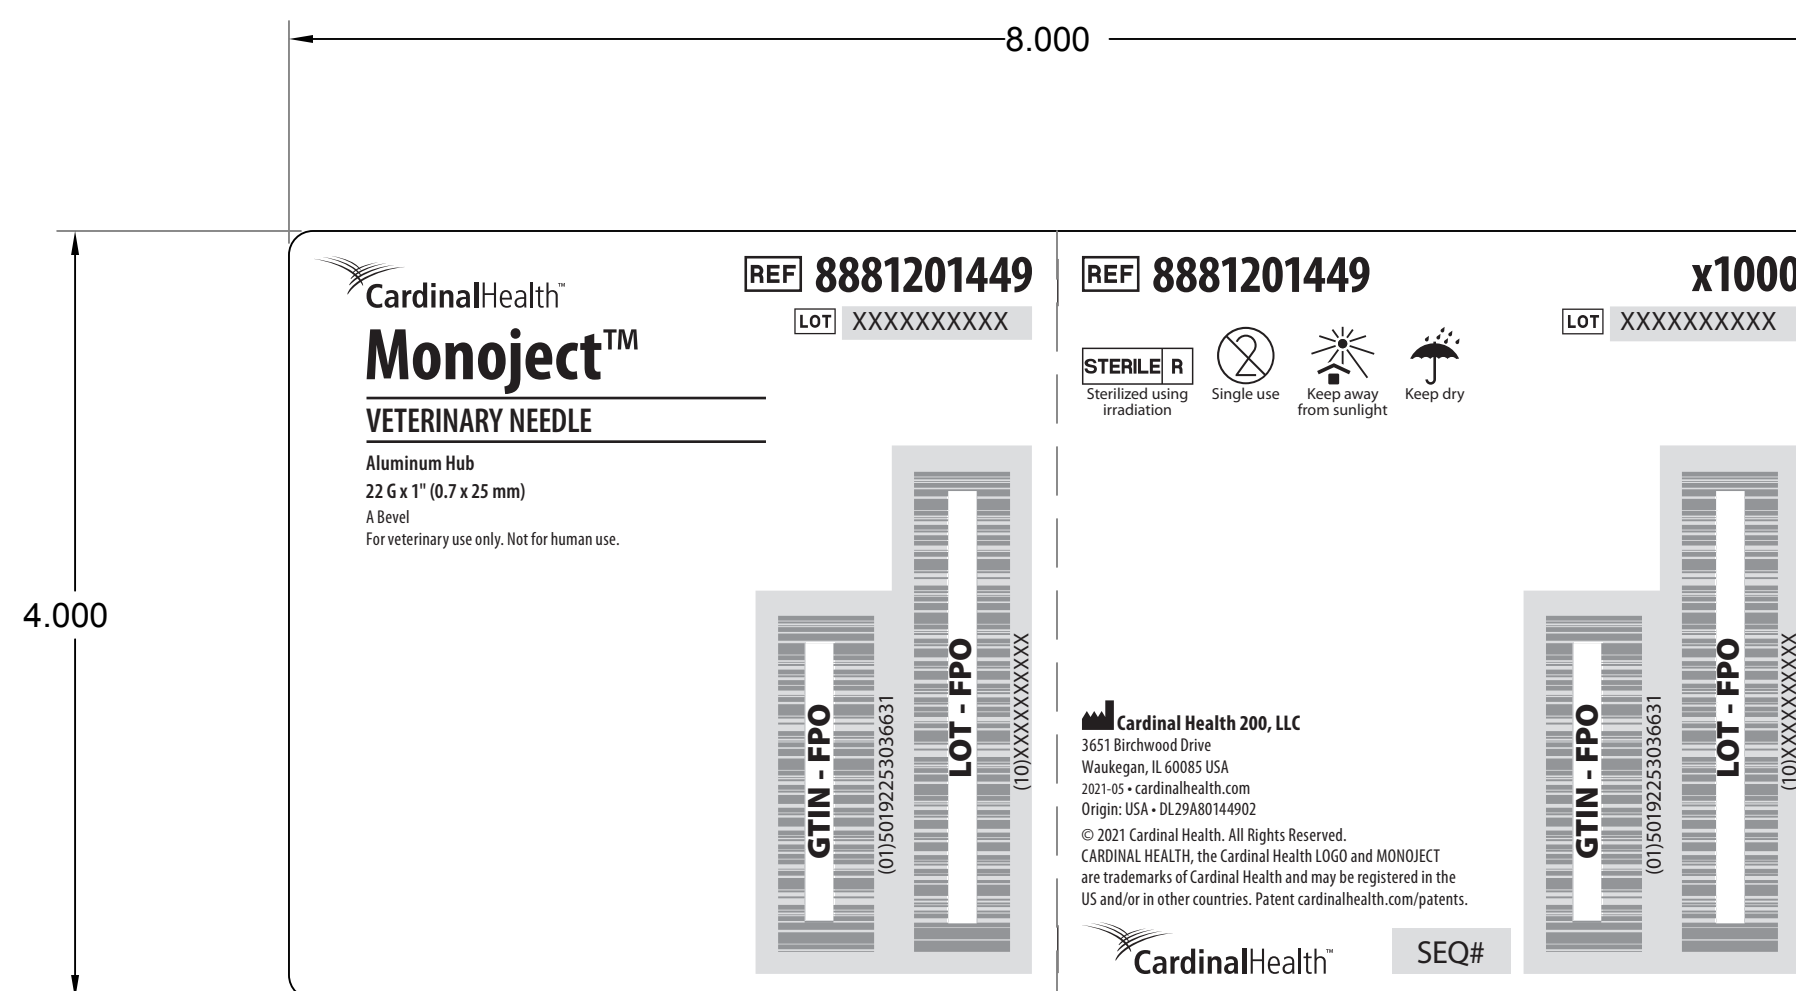 8.000
4.000
CardinalHealth™
Monoject™
VETERINARY NEEDLE
Aluminum Hub
22 G x 1" (0.7 x 25 mm)
A Bevel
For veterinary use only. Not for human use.
REF 8881201449
LOT XXXXXXXXXX
GTIN - FPO
(01)50192253036631
LOT - FPO
(10)XXXXXXXXXX
REF 8881201449
x1000
LOT XXXXXXXXXX
STERILE R
Sterilized using
irradiation
2
Single use
Keep away
from sunlight
Keep dry
Cardinal Health 200, LLC
3651 Birchwood Drive
Waukegan, IL 60085 USA
2021-05 • cardinalhealth.com
Origin: USA • DL29A80144902
© 2021 Cardinal Health. All Rights Reserved.
CARDINAL HEALTH, the Cardinal Health LOGO and MONOJECT
are trademarks of Cardinal Health and may be registered in the
US and/or in other countries. Patent cardinalhealth.com/patents.
CardinalHealth™
SEQ#
GTIN - FPO
(01)50192253036631
LOT - FPO
(10)XXXXXXXXXX